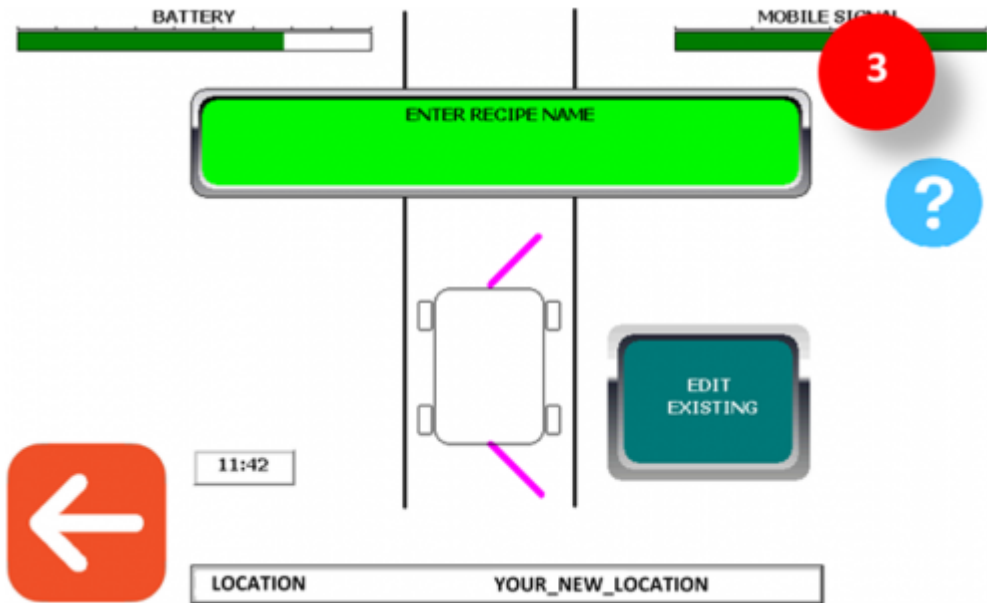 BATTERY
MOBILE SIGNAL
3
ENTER RECIPE NAME
?
EDIT
EXISTING
11:42
LOCATION YOUR_NEW_LOCATION